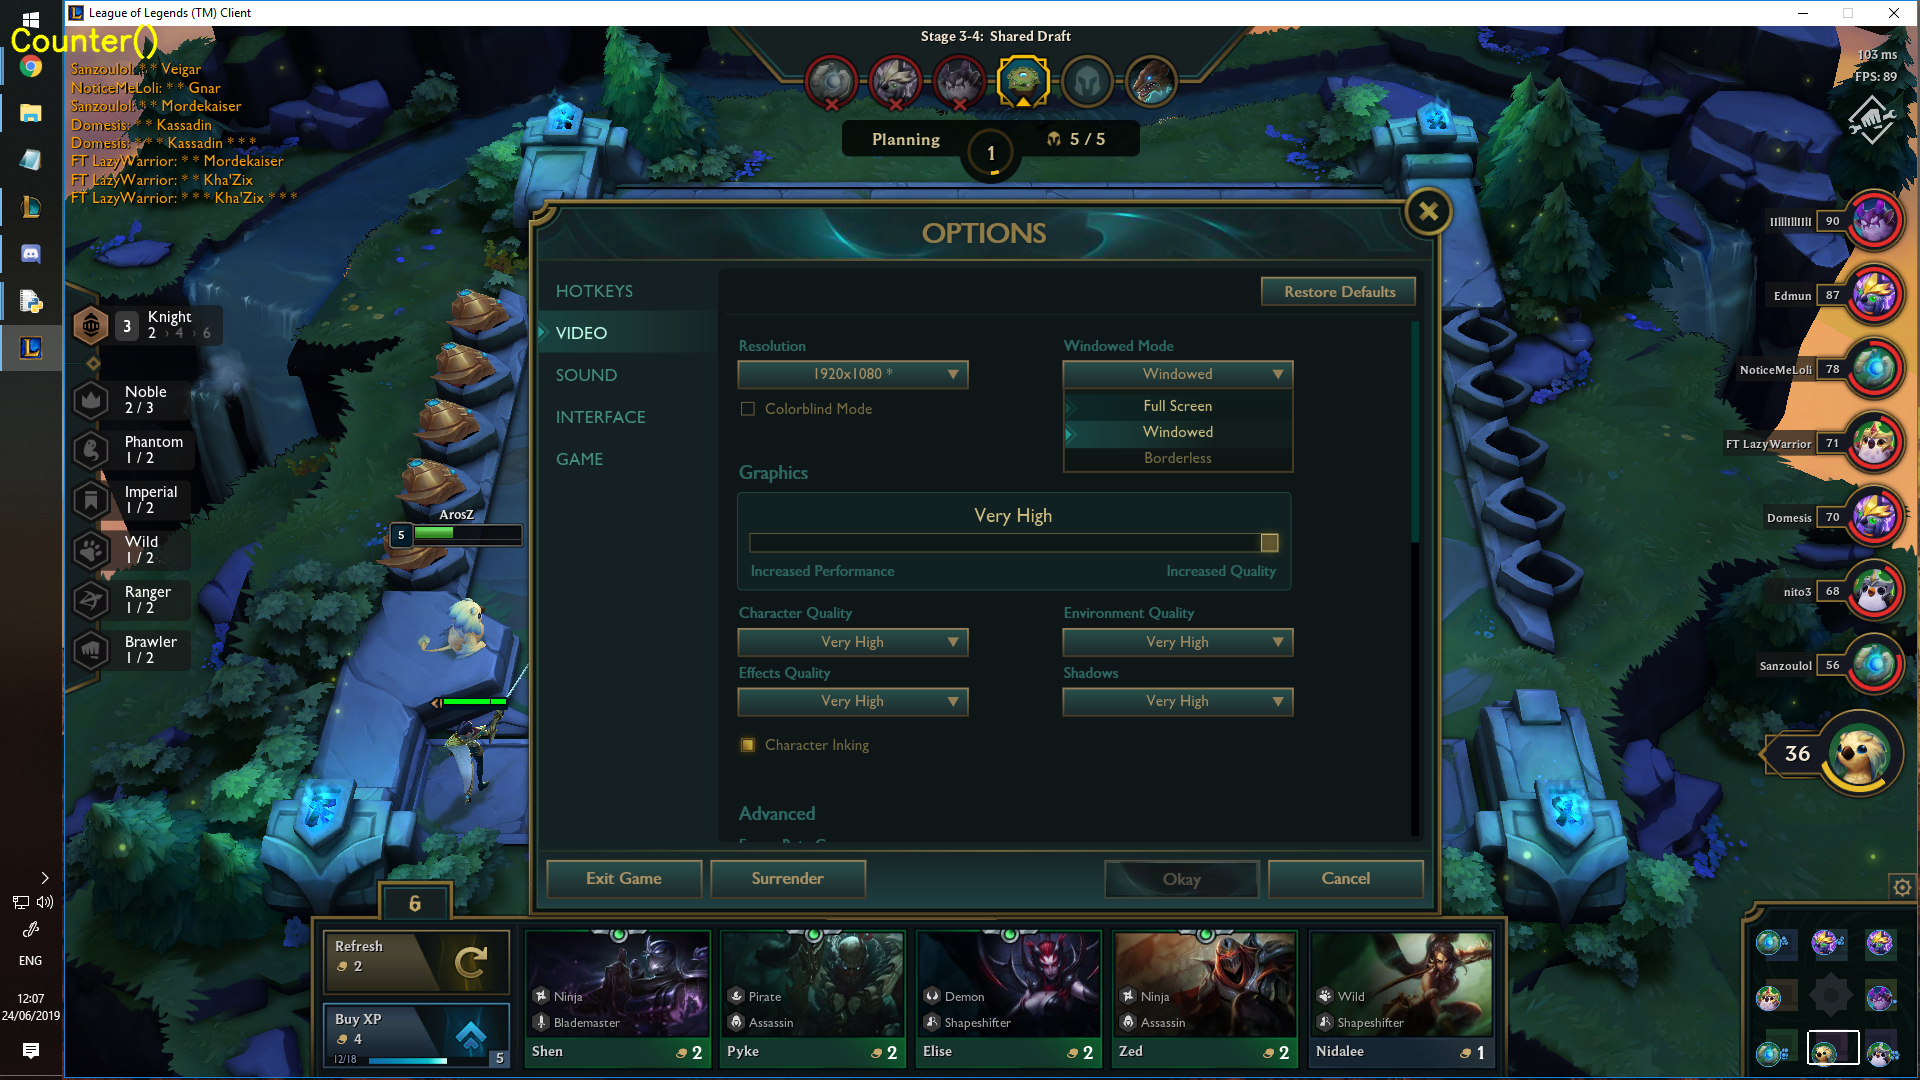 League of Legends (TM) Client
Counter()
Sanzoulol: * * Veigar
NoticeMeLoli: * * Gnar
Sanzoulol: * * Mordekaiser
Domesis: * * Kassadin
Domesis: * * * Kassadin * * *
FT LazyWarrior: * * Mordekaiser
FT LazyWarrior: * * Kha'Zix
FT LazyWarrior: * * * Kha'Zix * * *
Stage 3-4: Shared Draft
Planning
1
5 / 5
103 ms
FPS: 89
OPTIONS
HOTKEYS
VIDEO
SOUND
INTERFACE
GAME
Restore Defaults
Resolution
1920x1080 *
Colorblind Mode
Windowed Mode
Windowed
Full Screen
Windowed
Borderless
Graphics
Very High
Increased Performance
Increased Quality
Character Quality
Very High
Environment Quality
Very High
Effects Quality
Very High
Shadows
Very High
Character Inking
Advanced
Exit Game
Surrender
Okay
Cancel
3
Knight
2 › 4 › 6
Noble
2 / 3
Phantom
1 / 2
Imperial
1 / 2
Wild
1 / 2
Ranger
1 / 2
Brawler
1 / 2
ArosZ
5
90
Edmun 87
NoticeMeLoli 78
FT LazyWarrior 71
Domesis 70
nito3 68
Sanzoulol 56
36
6
Refresh
2
Buy XP
4
12/18
5
Ninja
Blademaster
Shen 2
Pirate
Assassin
Pyke 2
Demon
Shapeshifter
Elise 2
Ninja
Assassin
Zed 2
Wild
Shapeshifter
Nidalee 1
ENG
12:07
24/06/2019